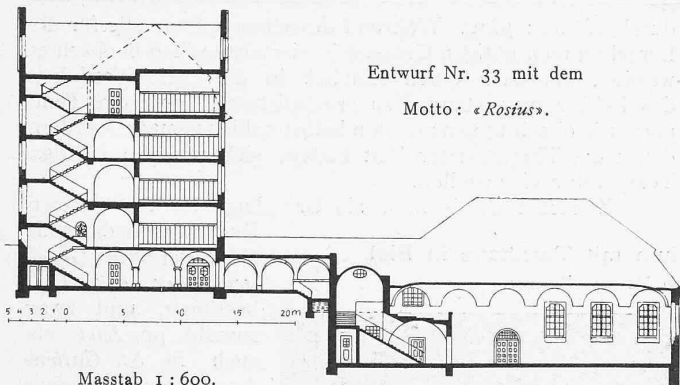 Entwurf Nr. 33 mit dem
Motto: «Rosius».
5 4 3 2 1 0 5 10 15 20m
Masstab 1 : 600.